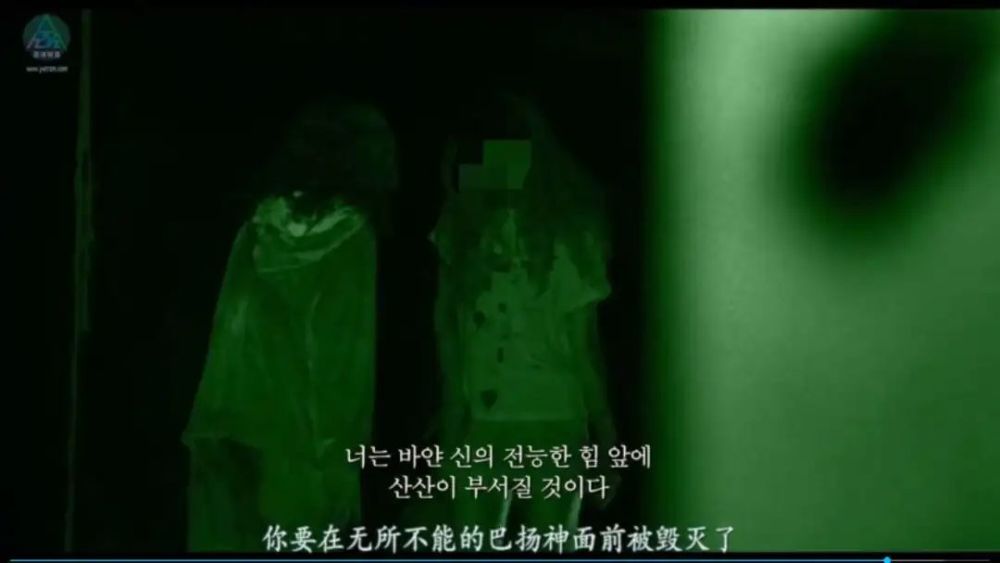 너는 바얀 신의 전능한 힘 앞에
산산이 부서질 것이다
你要在无所不能的巴扬神面前被毁灭了